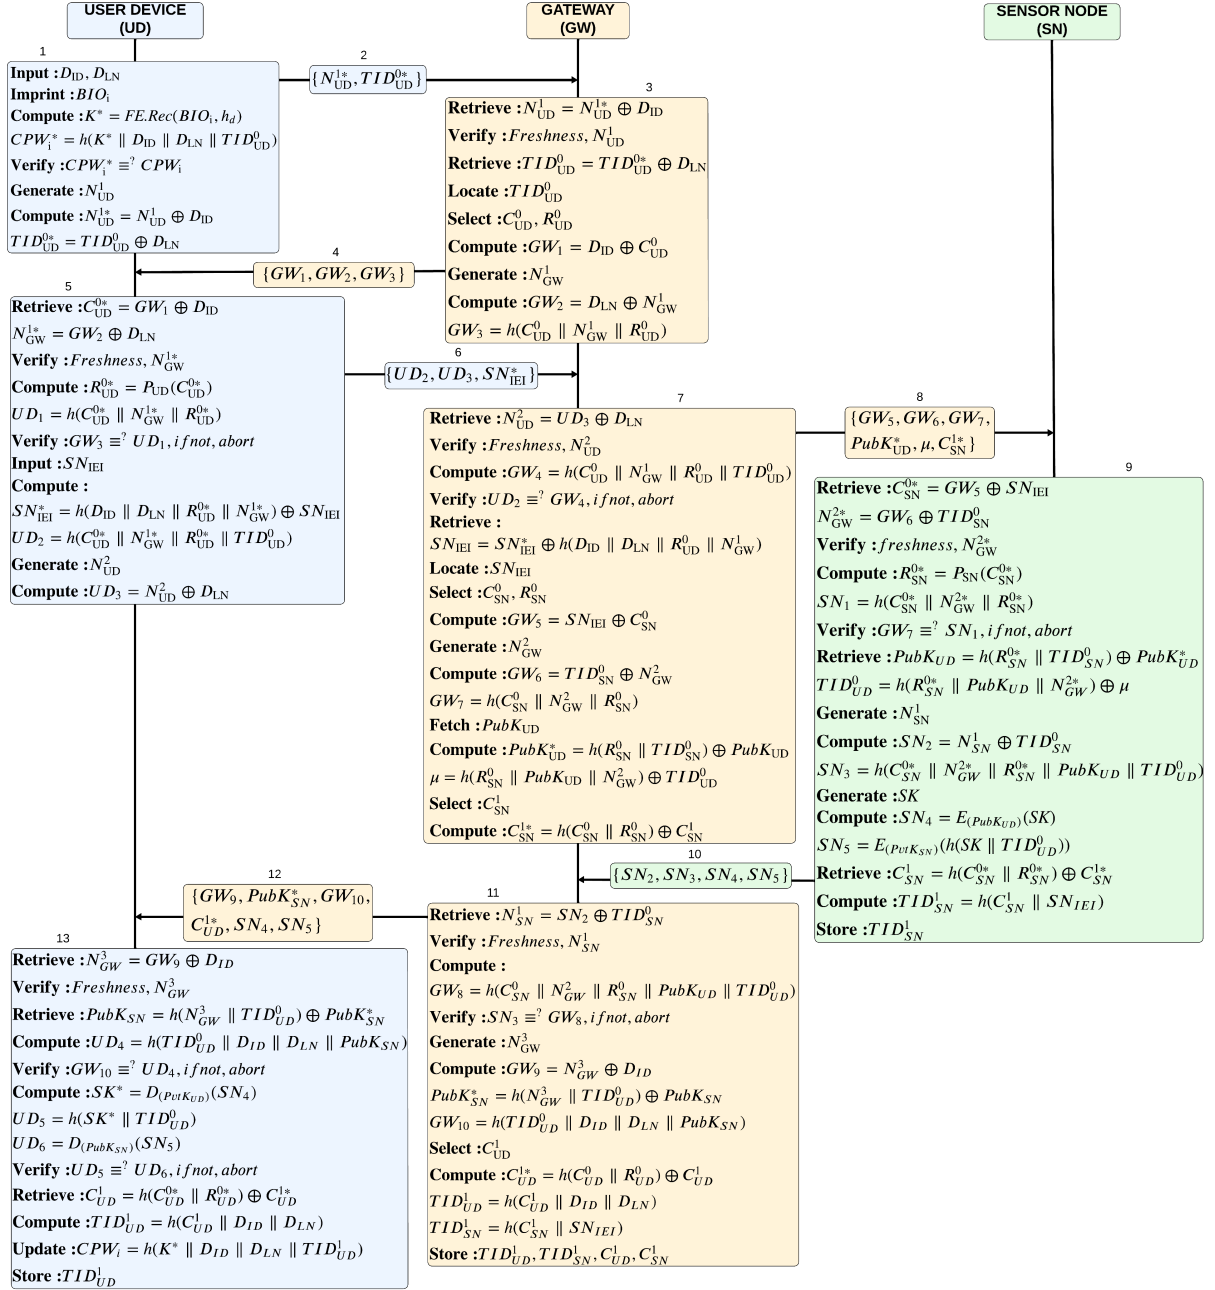 USER DEVICE
(UD)
GATEWAY
(GW)
SENSOR NODE
(SN)
1
Input :D_ID, D_LN
Imprint :BIO_i
Compute :K* = FE.Rec(BIO_i, h_d)
CPW_i^* = h(K* ∥ D_ID ∥ D_LN ∥ TID_UD^0)
Verify :CPW_i^* ≡^? CPW_i
Generate :N_UD^1
Compute :N_UD^1* = N_UD^1 ⊕ D_ID
TID_UD^0* = TID_UD^0 ⊕ D_LN
2
{N_UD^1*, TID_UD^0*}
3
Retrieve :N_UD^1 = N_UD^1* ⊕ D_ID
Verify :Freshness, N_UD^1
Retrieve :TID_UD^0 = TID_UD^0* ⊕ D_LN
Locate :TID_UD^0
Select :C_UD^0, R_UD^0
Compute :GW_1 = D_ID ⊕ C_UD^0
Generate :N_GW^1
Compute :GW_2 = D_LN ⊕ N_GW^1
GW_3 = h(C_UD^0 ∥ N_GW^1 ∥ R_UD^0)
4
{GW_1, GW_2, GW_3}
5
Retrieve :C_UD^0* = GW_1 ⊕ D_ID
N_GW^1* = GW_2 ⊕ D_LN
Verify :Freshness, N_GW^1*
Compute :R_UD^0* = P_UD(C_UD^0*)
UD_1 = h(C_UD^0* ∥ N_GW^1* ∥ R_UD^0*)
Verify :GW_3 ≡^? UD_1, if not, abort
Input :SN_IEI
Compute :
SN_IEI^* = h(D_ID ∥ D_LN ∥ R_UD^0* ∥ N_GW^1*) ⊕ SN_IEI
UD_2 = h(C_UD^0* ∥ N_GW^1* ∥ R_UD^0* ∥ TID_UD^0)
Generate :N_UD^2
Compute :UD_3 = N_UD^2 ⊕ D_LN
6
{UD_2, UD_3, SN_IEI^*}
7
Retrieve :N_UD^2 = UD_3 ⊕ D_LN
Verify :Freshness, N_UD^2
Compute :GW_4 = h(C_UD^0 ∥ N_GW^1 ∥ R_UD^0 ∥ TID_UD^0)
Verify :UD_2 ≡^? GW_4, if not, abort
Retrieve :
SN_IEI = SN_IEI^* ⊕ h(D_ID ∥ D_LN ∥ R_UD^0 ∥ N_GW^1)
Locate :SN_IEI
Select :C_SN^0, R_SN^0
Compute :GW_5 = SN_IEI ⊕ C_SN^0
Generate :N_GW^2
Compute :GW_6 = TID_SN^0 ⊕ N_GW^2
GW_7 = h(C_SN^0 ∥ N_GW^2 ∥ R_SN^0)
Fetch :PubK_UD
Compute :PubK_UD^* = h(R_SN^0 ∥ TID_SN^0) ⊕ PubK_UD
μ = h(R_SN^0 ∥ PubK_UD ∥ N_GW^2) ⊕ TID_UD^0
Select :C_SN^1
Compute :C_SN^1* = h(C_SN^0 ∥ R_SN^0) ⊕ C_SN^1
8
{GW_5, GW_6, GW_7,
PubK_UD^*, μ, C_SN^1*}
9
Retrieve :C_SN^0* = GW_5 ⊕ SN_IEI
N_GW^2* = GW_6 ⊕ TID_SN^0
Verify :freshness, N_GW^2*
Compute :R_SN^0* = P_SN(C_SN^0*)
SN_1 = h(C_SN^0* ∥ N_GW^2* ∥ R_SN^0*)
Verify :GW_7 ≡^? SN_1, if not, abort
Retrieve :PubK_UD = h(R_SN^0* ∥ TID_SN^0) ⊕ PubK_UD^*
TID_UD^0 = h(R_SN^0* ∥ PubK_UD ∥ N_GW^2*) ⊕ μ
Generate :N_SN^1
Compute :SN_2 = N_SN^1 ⊕ TID_SN^0
SN_3 = h(C_SN^0* ∥ N_GW^2* ∥ R_SN^0* ∥ PubK_UD ∥ TID_UD^0)
Generate :SK
Compute :SN_4 = E_(PubK_UD)(SK)
SN_5 = E_(PvtK_SN)(h(SK ∥ TID_UD^0))
Retrieve :C_SN^1 = h(C_SN^0* ∥ R_SN^0*) ⊕ C_SN^1*
Compute :TID_SN^1 = h(C_SN^1 ∥ SN_IEI)
Store :TID_SN^1
10
{SN_2, SN_3, SN_4, SN_5}
11
Retrieve :N_SN^1 = SN_2 ⊕ TID_SN^0
Verify :Freshness, N_SN^1
Compute :
GW_8 = h(C_SN^0 ∥ N_GW^2 ∥ R_SN^0 ∥ PubK_UD ∥ TID_UD^0)
Verify :SN_3 ≡^? GW_8, if not, abort
Generate :N_GW^3
Compute :GW_9 = N_GW^3 ⊕ D_ID
PubK_SN^* = h(N_GW^3 ∥ TID_UD^0) ⊕ PubK_SN
GW_10 = h(TID_UD^0 ∥ D_ID ∥ D_LN ∥ PubK_SN)
Select :C_UD^1
Compute :C_UD^1* = h(C_UD^0 ∥ R_UD^0) ⊕ C_UD^1
TID_UD^1 = h(C_UD^1 ∥ D_ID ∥ D_LN)
TID_SN^1 = h(C_SN^1 ∥ SN_IEI)
Store :TID_UD^1, TID_SN^1, C_UD^1, C_SN^1
12
{GW_9, PubK_SN^*, GW_10,
C_UD^1*, SN_4, SN_5}
13
Retrieve :N_GW^3 = GW_9 ⊕ D_ID
Verify :Freshness, N_GW^3
Retrieve :PubK_SN = h(N_GW^3 ∥ TID_UD^0) ⊕ PubK_SN^*
Compute :UD_4 = h(TID_UD^0 ∥ D_ID ∥ D_LN ∥ PubK_SN)
Verify :GW_10 ≡^? UD_4, if not, abort
Compute :SK* = D_(PvtK_UD)(SN_4)
UD_5 = h(SK* ∥ TID_UD^0)
UD_6 = D_(PubK_SN)(SN_5)
Verify :UD_5 ≡^? UD_6, if not, abort
Retrieve :C_UD^1 = h(C_UD^0* ∥ R_UD^0*) ⊕ C_UD^1*
Compute :TID_UD^1 = h(C_UD^1 ∥ D_ID ∥ D_LN)
Update :CPW_i = h(K* ∥ D_ID ∥ D_LN ∥ TID_UD^1)
Store :TID_UD^1